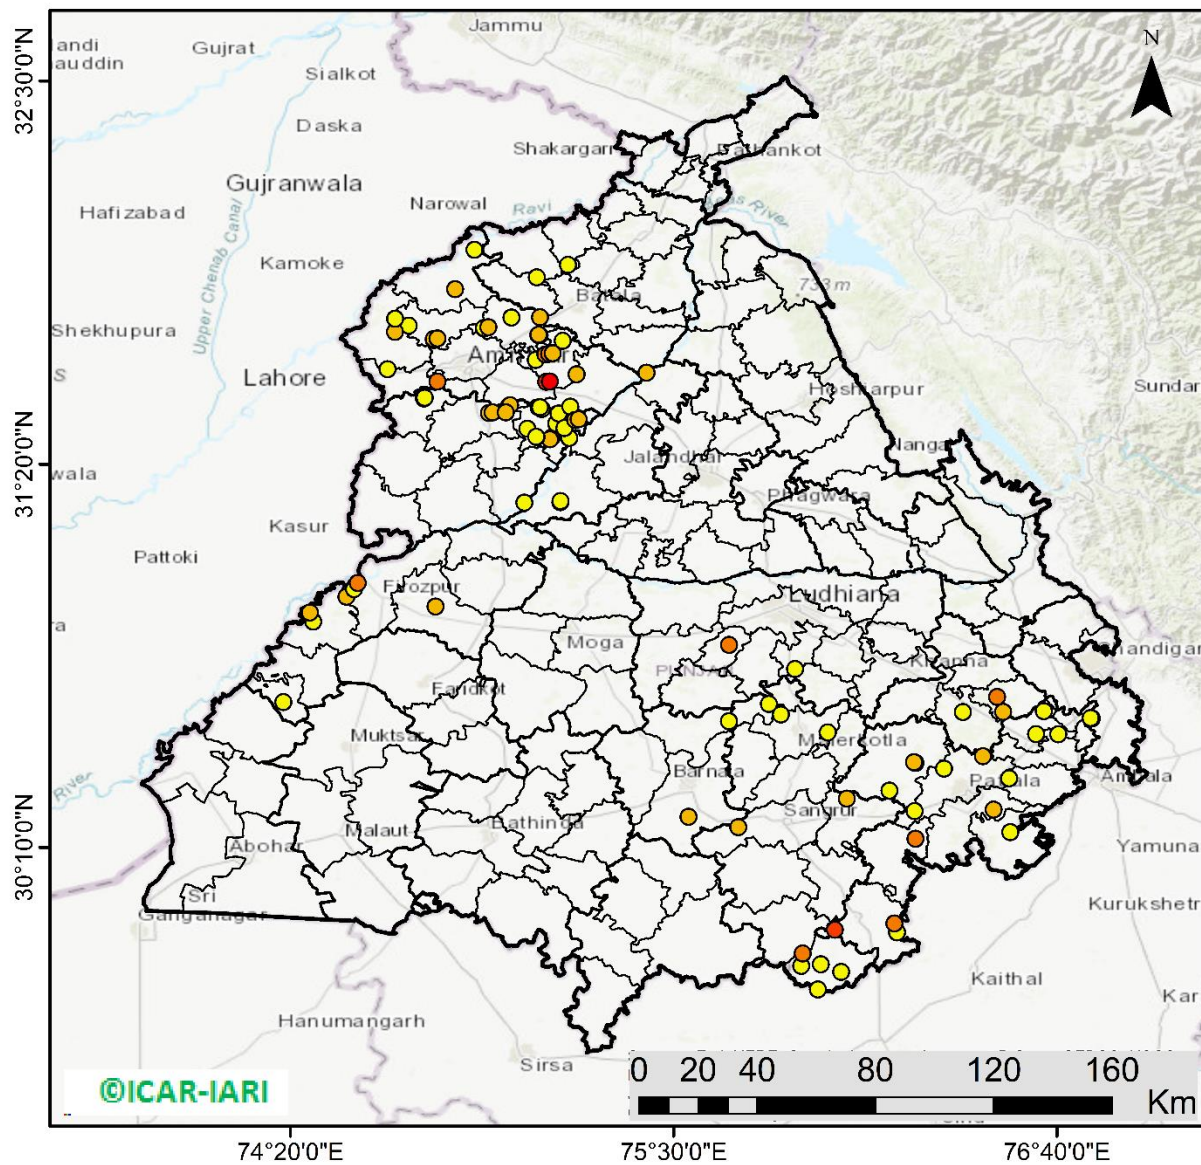 Jammu
Gujrat
andi
auddin
Sialkot
N
32°30'0"N
Daska
Shakargarh
Pathankot
Gujranwala
Hafizabad
Narowal
Ravi
Beas River
Upper Chenab Canal
Kamoke
733 m
Batala
Shekhupura
Amritsar
S
Lahore
Hoshiarpur
Sundar
31°20'0"N
wala
Nangal
Jalandhar
Phagwara
Kasur
Pattoki
Firozpur
Ludhiana
ra
Moga
Chandigar
PUNJAB
Khanna
Faridkot
Muktsar
Malerkotla
River
Barnala
Patiala
Ambala
Sangrur
Bathinda
Malaut
30°10'0"N
Abohar
Yamuna
Sri
Ganganagar
Kurukshetr
Kaithal
Kar
Hanumangarh
Sirsa
©ICAR-IARI
0 20 40 80 120 160
Km
74°20'0"E 75°30'0"E 76°40'0"E